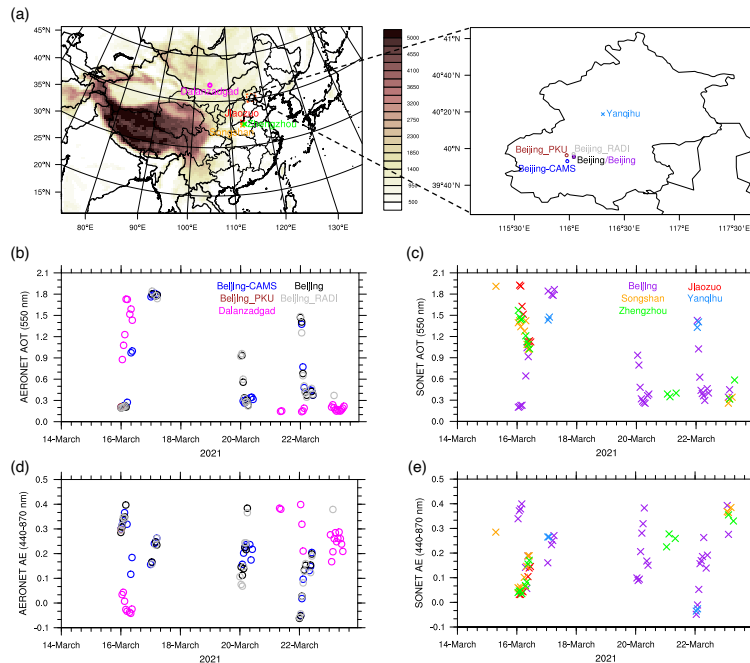 (a)
45°N
40°N
35°N
30°N
25°N
20°N
15°N
80°E
90°E
100°E
110°E
120°E
130°E
Dalanzadgad
Jiaozuo
Zhengzhou
5000
4550
4100
3650
3200
2750
2300
1850
1400
950
500
41°N
40°40'N
40°20'N
40°N
39°40'N
115°30'E
116°E
116°30'E
117°E
117°30'E
Yanqihu
Beijing_PKU
Beijing_RADI
Beijing/Beijing
Beijing-CAMS
(b)
AERONET AOT (550 nm)
2.1
1.8
1.5
1.2
0.9
0.6
0.3
0.0
Beijing-CAMS
Beijing
Beijing_PKU
Beijing_RADI
Dalanzadgad
14-March
16-March
18-March
20-March
22-March
2021
(c)
SONET AOT (550 nm)
2.1
1.8
1.5
1.2
0.9
0.6
0.3
0.0
Beijing
Jiaozuo
Songshan
Yanqihu
Zhengzhou
14-March
16-March
18-March
20-March
22-March
2021
(d)
AERONET AE (440-870 nm)
0.5
0.4
0.3
0.2
0.1
0.0
-0.1
14-March
16-March
18-March
20-March
22-March
2021
(e)
SONET AE (440-870 nm)
0.5
0.4
0.3
0.2
0.1
0.0
-0.1
14-March
16-March
18-March
20-March
22-March
2021